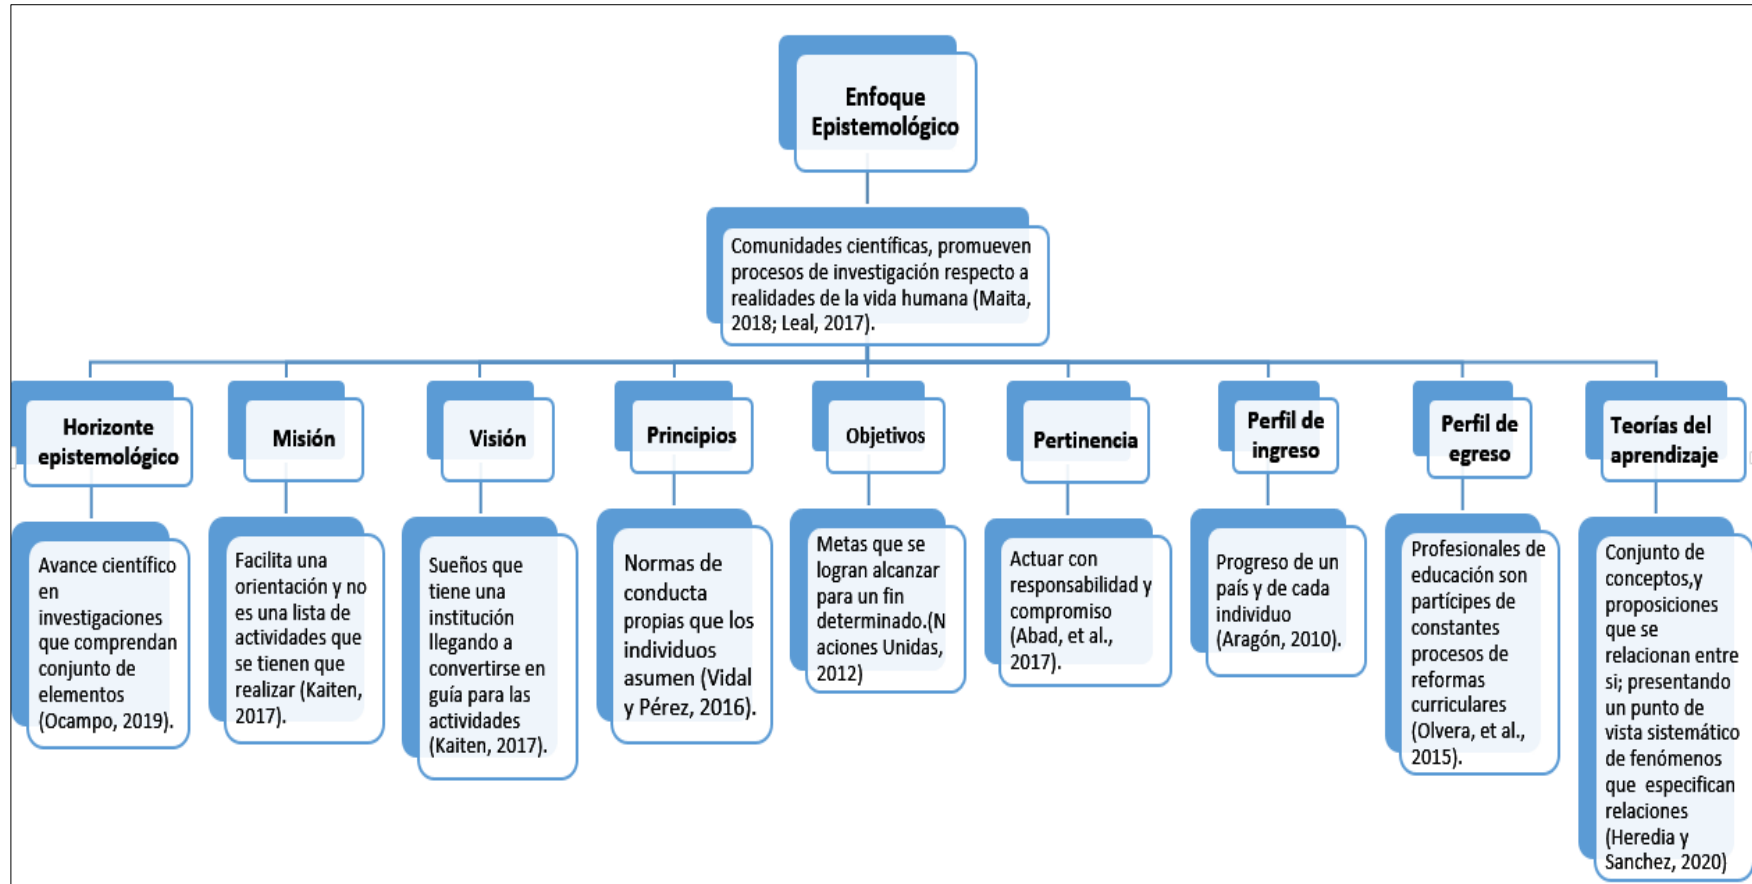 Enfoque
Epistemológico
Comunidades científicas, promueven
procesos de investigación respecto a
realidades de la vida humana (Maita,
2018; Leal, 2017).
Horizonte
epistemológico
Misión
Visión
Principios
Objetivos
Pertinencia
Perfil de
ingreso
Perfil de
egreso
Teorías del
aprendizaje
Avance científico
en
investigaciones
que comprendan
conjunto de
elementos
(Ocampo, 2019).
Facilita una
orientación y no
es una lista de
actividades que
se tienen que
realizar (Kaiten,
2017).
Sueños que
tiene una
institución
llegando a
convertirse en
guía para las
actividades
(Kaiten, 2017).
Normas de
conducta
propias que los
individuos
asumen (Vidal
y Pérez, 2016).
Metas que se
logran alcanzar
para un fin
determinado.(N
aciones Unidas,
2012)
Actuar con
responsabilidad y
compromiso
(Abad, et al.,
2017).
Progreso de un
país y de cada
individuo
(Aragón, 2010).
Profesionales de
educación son
partícipes de
constantes
procesos de
reformas
curriculares
(Olvera, et al.,
2015).
Conjunto de
conceptos,y
proposiciones
que se
relacionan entre
si; presentando
un punto de
vista sistemático
de fenómenos
que especifican
relaciones
(Heredia y
Sanchez, 2020)